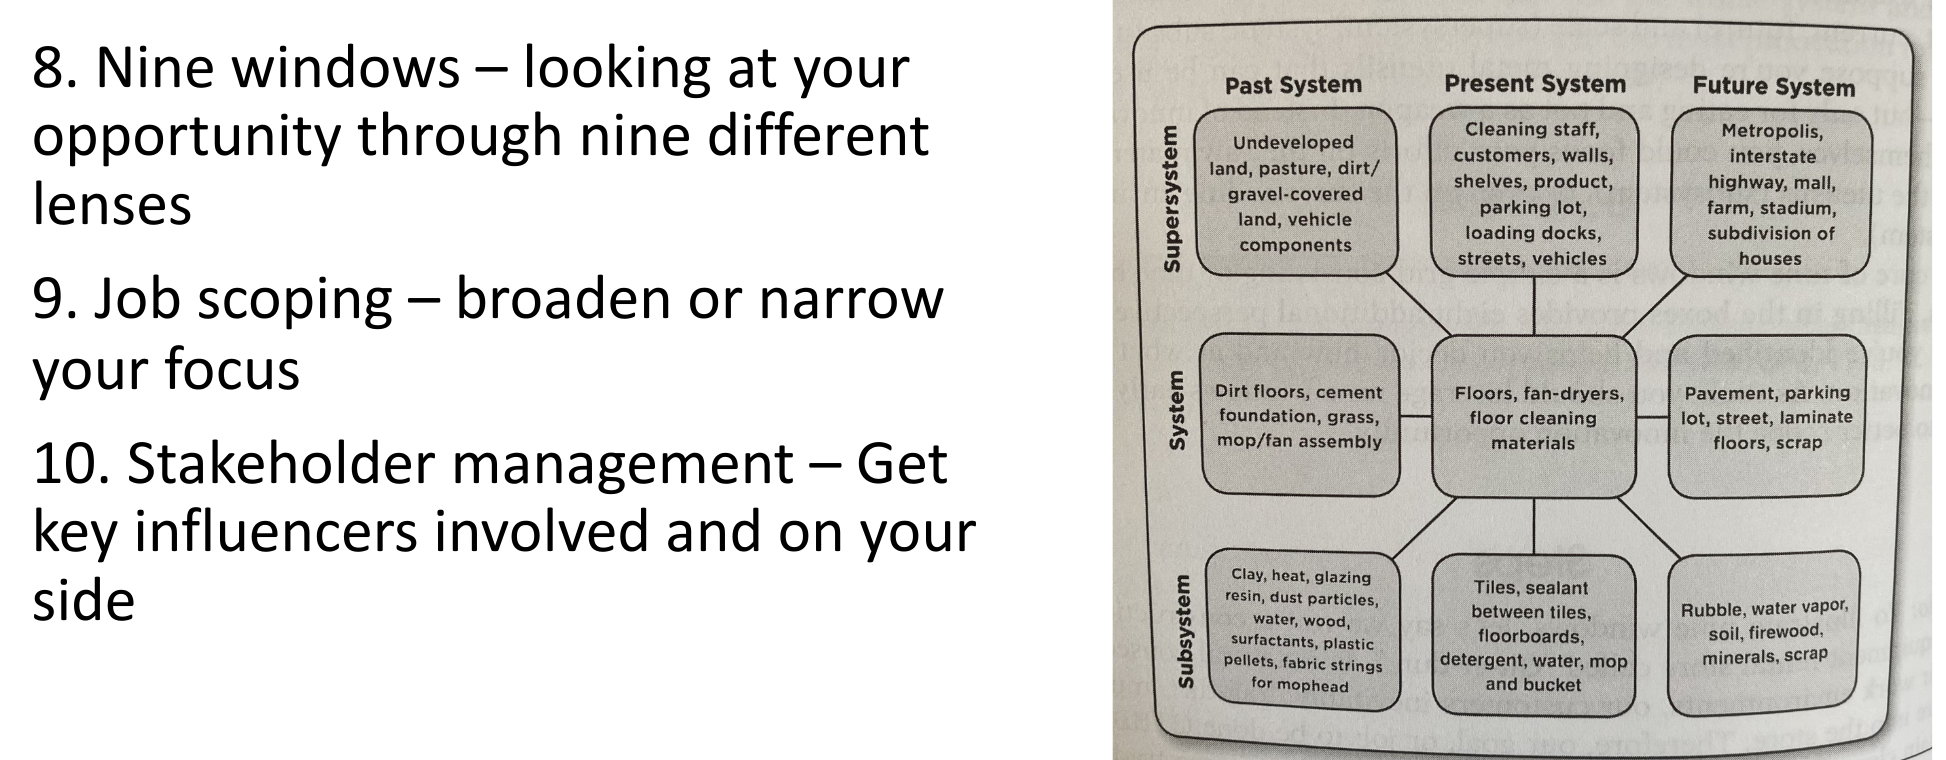 8. Nine windows – looking at your
opportunity through nine different
lenses
9. Job scoping – broaden or narrow
your focus
10. Stakeholder management – Get
key influencers involved and on your
side
Past System
Present System
Future System
Supersystem
Undeveloped
land, pasture, dirt/
gravel-covered
land, vehicle
components
Cleaning staff,
customers, walls,
shelves, product,
parking lot,
loading docks,
streets, vehicles
Metropolis,
interstate
highway, mall,
farm, stadium,
subdivision of
houses
System
Dirt floors, cement
foundation, grass,
mop/fan assembly
Floors, fan-dryers,
floor cleaning
materials
Pavement, parking
lot, street, laminate
floors, scrap
Subsystem
Clay, heat, glazing
resin, dust particles,
water, wood,
surfactants, plastic
pellets, fabric strings
for mophead
Tiles, sealant
between tiles,
floorboards,
detergent, water, mop
and bucket
Rubble, water vapor,
soil, firewood,
minerals, scrap